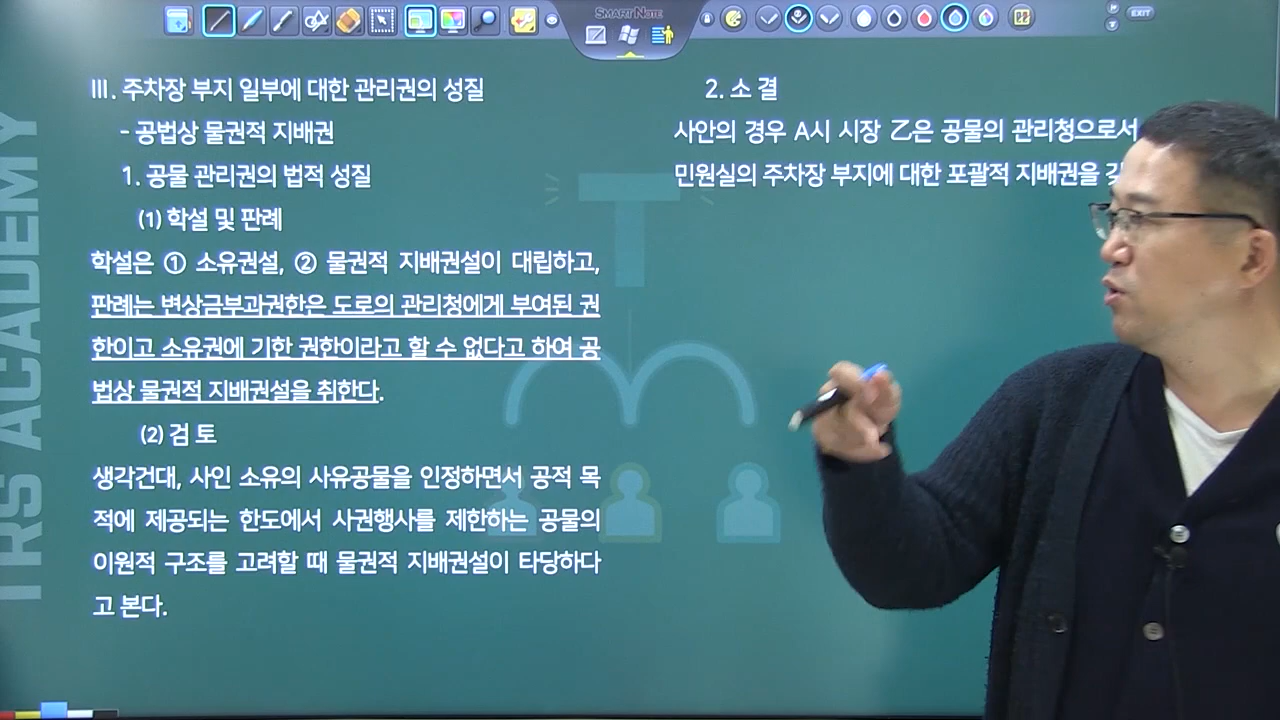 SMART NOTE
EXIT
TRS ACADEMY
Ⅲ. 주차장 부지 일부에 대한 관리권의 성질
- 공법상 물권적 지배권
1. 공물 관리권의 법적 성질
(1) 학설 및 판례
학설은 ① 소유권설, ② 물권적 지배권설이 대립하고,
판례는 변상금부과권한은 도로의 관리청에게 부여된 권
한이고 소유권에 기한 권한이라고 할 수 없다고 하여 공
법상 물권적 지배권설을 취한다.
(2) 검 토
생각건대, 사인 소유의 사유공물을 인정하면서 공적 목
적에 제공되는 한도에서 사권행사를 제한하는 공물의
이원적 구조를 고려할 때 물권적 지배권설이 타당하다
고 본다.
2. 소 결
사안의 경우 A시 시장 乙은 공물의 관리청으로서
민원실의 주차장 부지에 대한 포괄적 지배권을